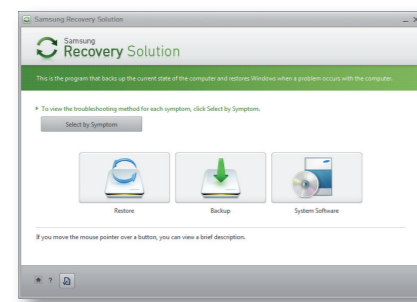 Samsung Recovery Solution
Samsung
Recovery Solution
This is the program that backs up the current state of the computer and restores Windows when a problem occurs with the computer.
To view the troubleshooting method for each symptom, click Select by Symptom.
Select by Symptom
Restore
Backup
System Software
If you move the mouse pointer over a button, you can view a brief description.
?